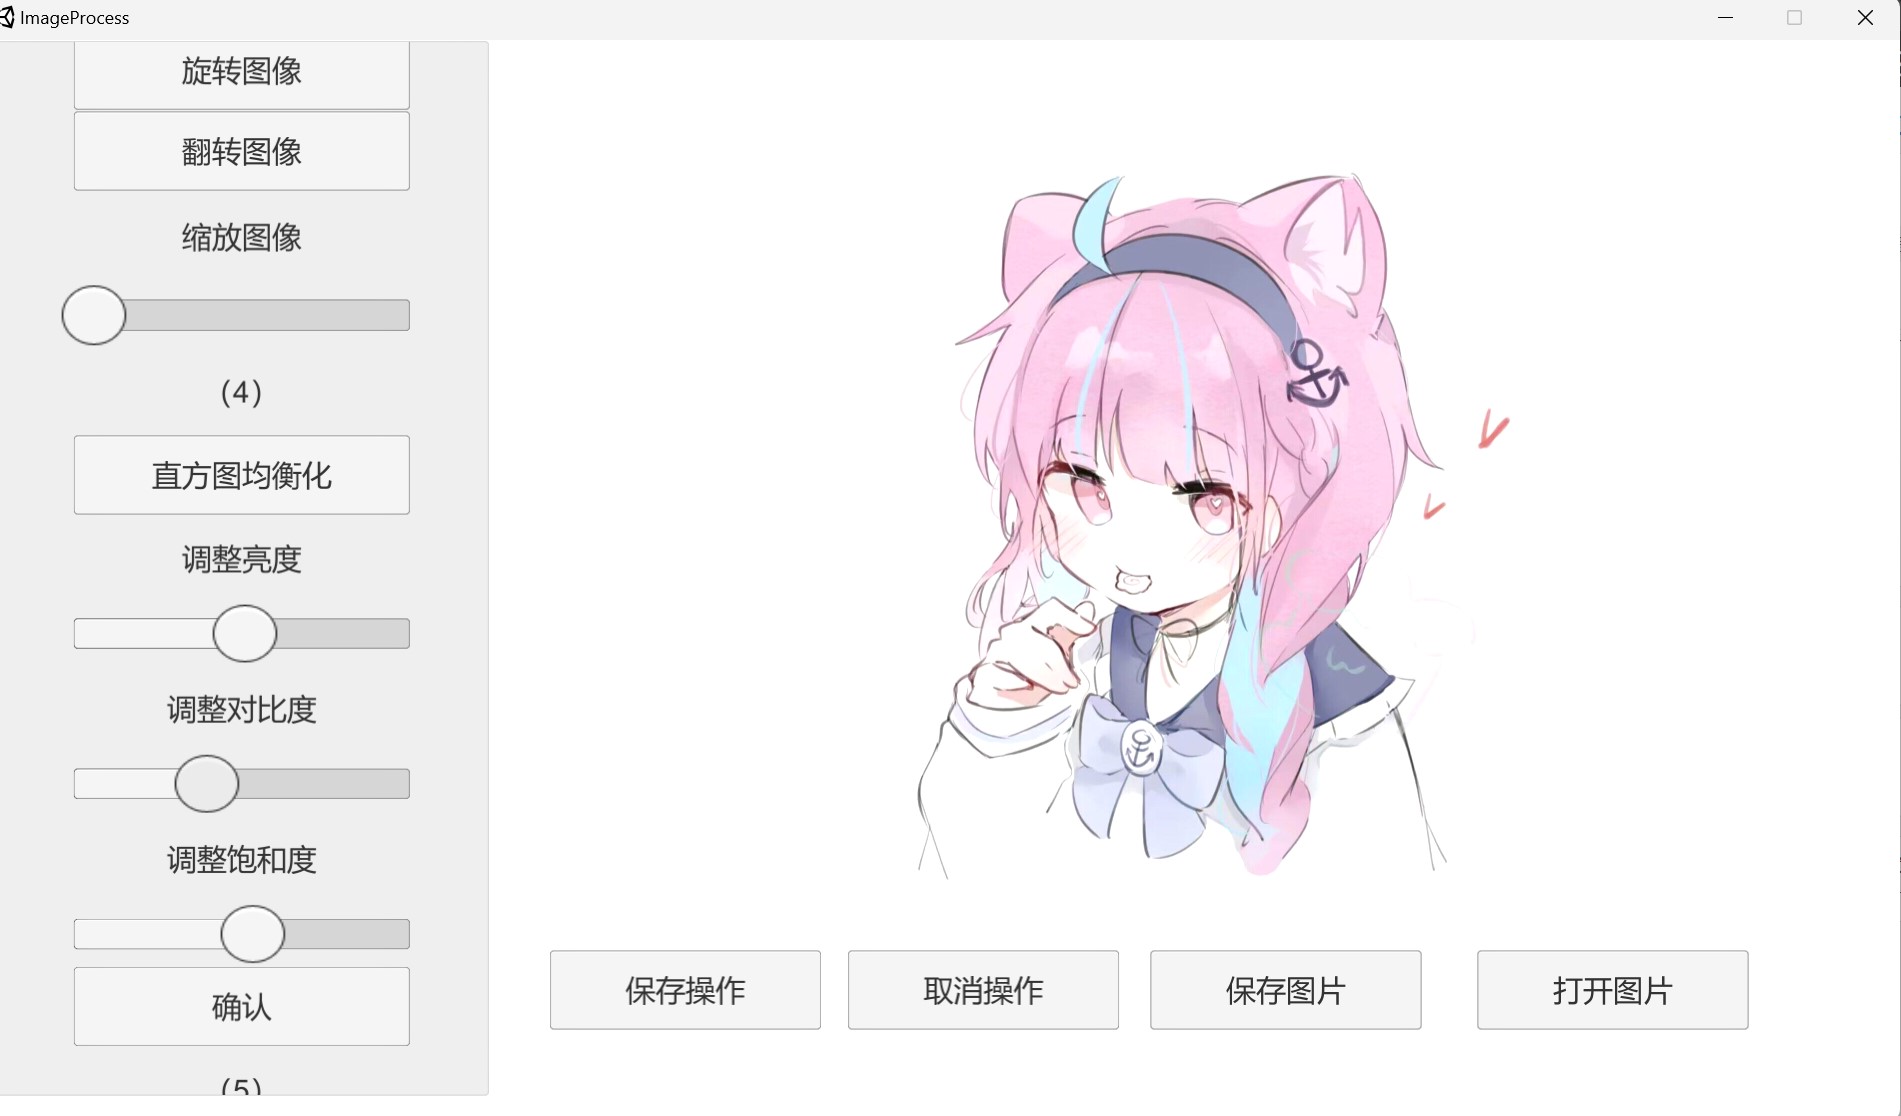 ImageProcess
旋转图像
翻转图像
缩放图像
(4)
直方图均衡化
调整亮度
调整对比度
调整饱和度
确认
(5)
保存操作
取消操作
保存图片
打开图片